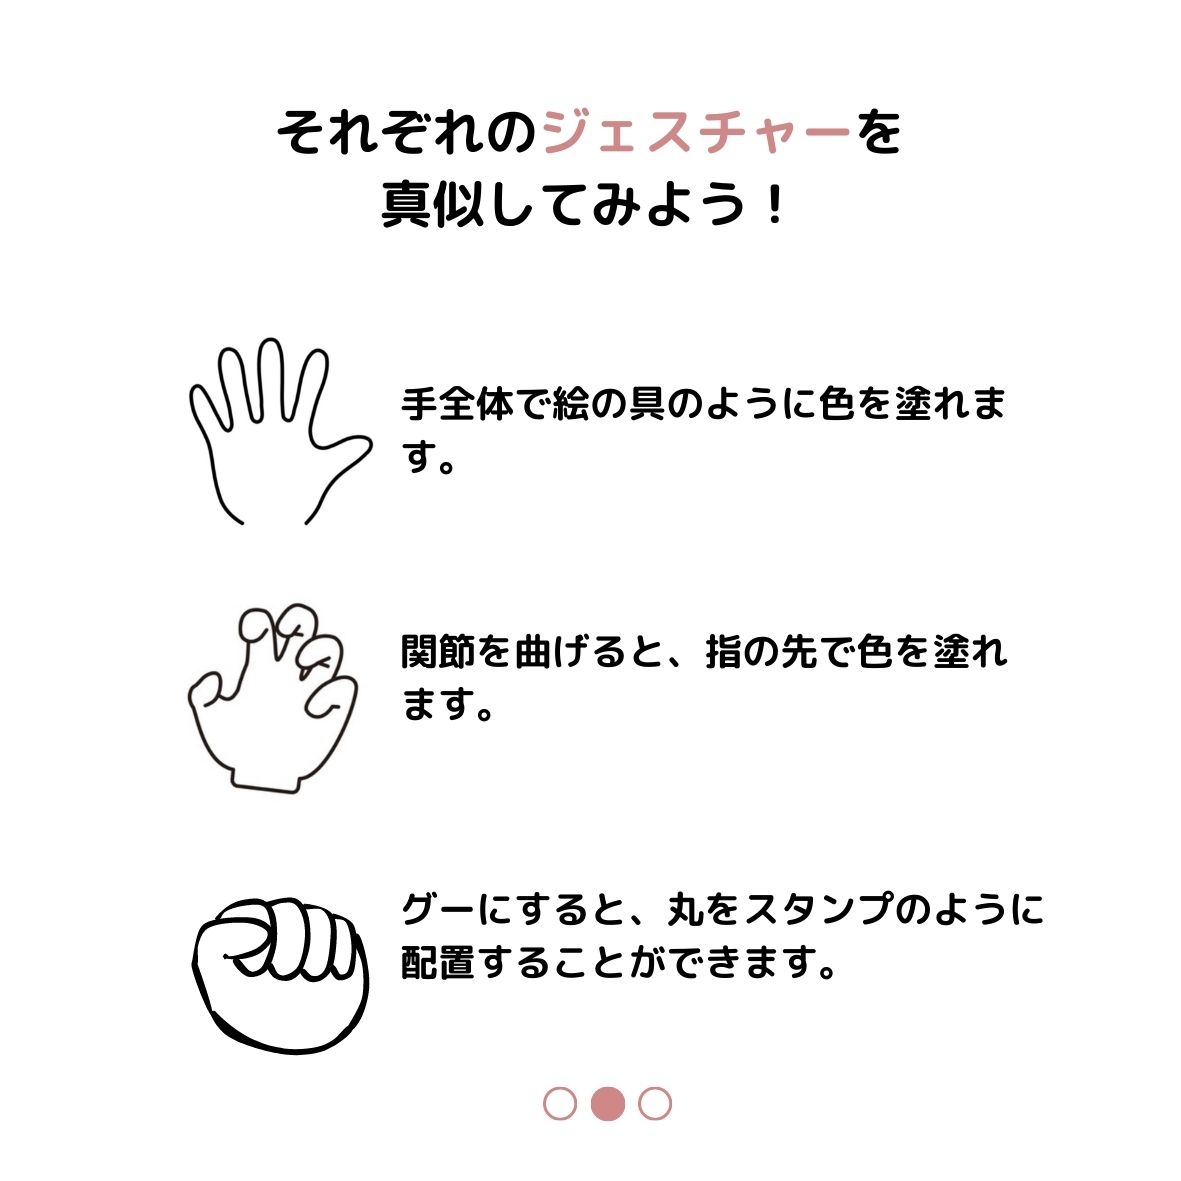 それぞれのジェスチャーを
真似してみよう！
手全体で絵の具のように色を塗れま
す。
関節を曲げると、指の先で色を塗れ
ます。
グーにすると、丸をスタンプのように
配置することができます。